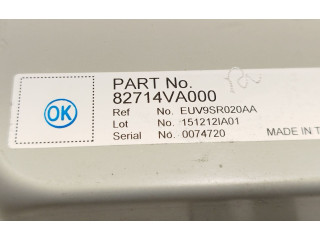 OK
PART No.
82714VA000
Ref No. EUV9SR020AA
Lot No. 151212IA01
Serial No. 0074720
MADE IN